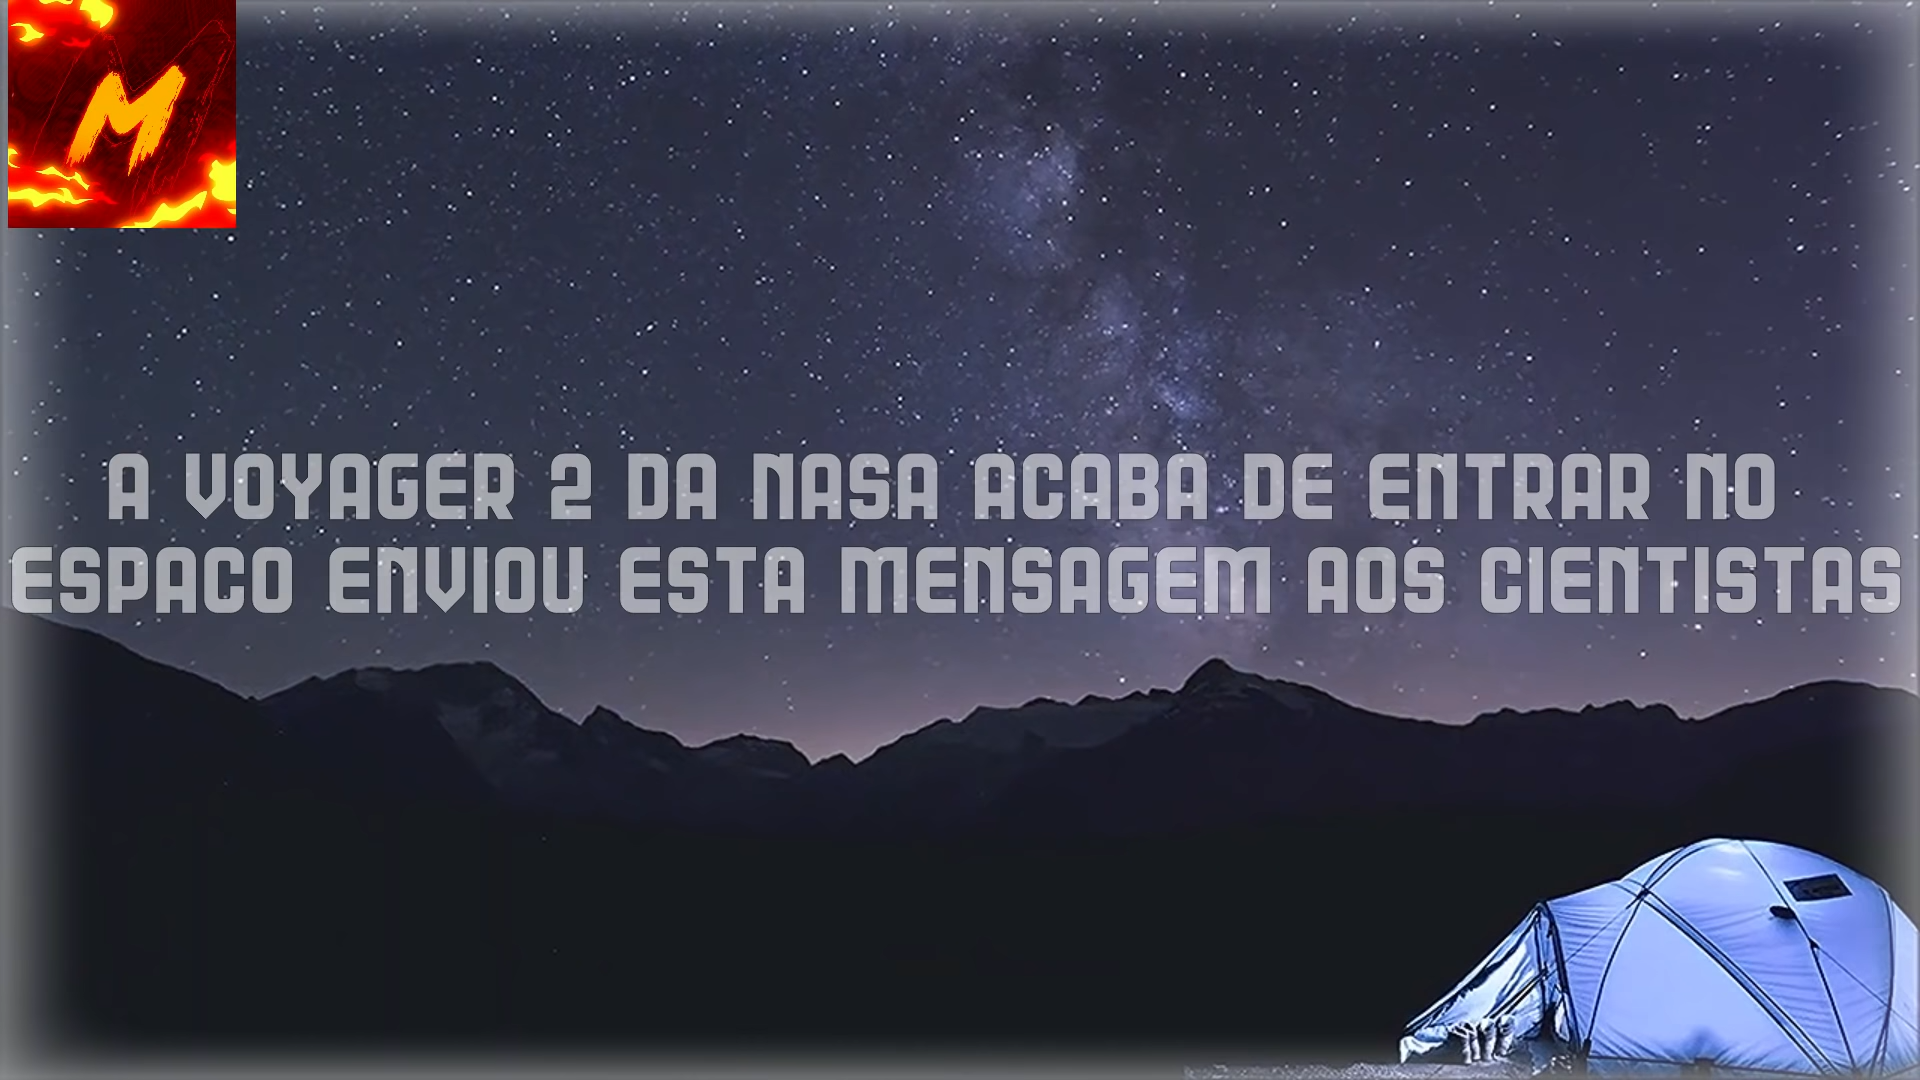 M
A VOYAGER 2 DA NASA ACABA DE ENTRAR NO
ESPACO ENVIOU ESTA MENSAGEM AOS CIENTISTAS